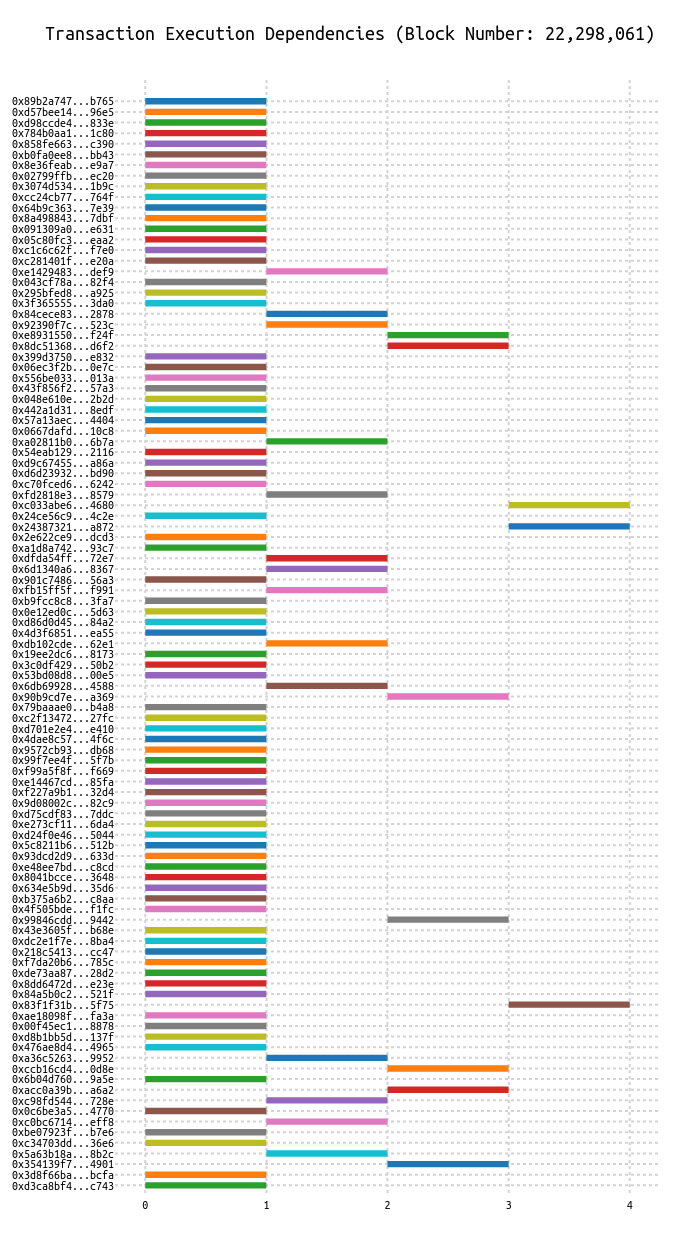 Transaction Execution Dependencies (Block Number: 22,298,061)
0x89b2a747...b765
0xd57bee14...96e5
0xd98ccde4...833e
0x784b0aa1...1c80
0x858fe663...c390
0xb0fa0ee8...bb43
0x8e36feab...e9a7
0x02799ffb...ec20
0x3074d534...1b9c
0xcc24cb77...764f
0x64b9c363...7e39
0x8a498843...7dbf
0x091309a0...e631
0x05c80fc3...eaa2
0xc1c6c62f...f7e0
0xc281401f...e20a
0xe1429483...def9
0x043cf78a...82f4
0x295bfed8...a925
0x3f365555...3da0
0x84cece83...2878
0x92390f7c...523c
0xe8931550...f24f
0x8dc51368...d6f2
0x399d3750...e832
0x06ec3f2b...0e7c
0x556be033...013a
0x43f856f2...57a3
0x048e610e...2b2d
0x442a1d31...8edf
0x57a13aec...4404
0x0667dafd...10c8
0xa02811b0...6b7a
0x54eab129...2116
0xd9c67455...a86a
0xd6d23932...bd90
0xc70fced6...6242
0xfd2818e3...8579
0xc033abe6...4680
0x24ce56c9...4c2e
0x24387321...a872
0x2e622ce9...dcd3
0xa1d8a742...93c7
0xdfda54ff...72e7
0x6d1340a6...8367
0x901c7486...56a3
0xfb15ff5f...f991
0xb9fcc8c8...3fa7
0x0e12ed0c...5d63
0xd86d0d45...84a2
0x4d3f6851...ea55
0xdb102cde...62e1
0x19ee2dc6...8173
0x3c0df429...50b2
0x53bd08d8...00e5
0x6db69928...4588
0x90b9cd7e...a369
0x79baaae0...b4a8
0xc2f13472...27fc
0xd701e2e4...e410
0x4dae8c57...4f6c
0x9572cb93...db68
0x99f7ee4f...5f7b
0xf99a5f8f...f669
0xe14467cd...85fa
0xf227a9b1...32d4
0x9d08002c...82c9
0xd75cdf83...7ddc
0xe273cf11...6da4
0xd24f0e46...5044
0x5c8211b6...512b
0x93dcd2d9...633d
0xe48ee7bd...c8cd
0x8041bcce...3648
0x634e5b9d...35d6
0xb375a6b2...c8aa
0x4f505bde...f1fc
0x99846cdd...9442
0x43e3605f...b68e
0xdc2e1f7e...8ba4
0x218c5413...cc47
0xf7da20b6...785c
0xde73aa87...28d2
0x8dd6472d...e23e
0x84a5b0c2...521f
0x83f1f31b...5f75
0xae18098f...fa3a
0x00f45ec1...8878
0xd8b1bb5d...137f
0x476ae8d4...4965
0xa36c5263...9952
0xccb16cd4...0d8e
0x6b04d760...9a5e
0xacc0a39b...a6a2
0xc98fd544...728e
0x0c6be3a5...4770
0xc0bc6714...eff8
0xbe07923f...b7e6
0xc34703dd...36e6
0x5a63b18a...8b2c
0x354139f7...4901
0x3d8f66ba...bcfa
0xd3ca8bf4...c743
0 1 2 3 4